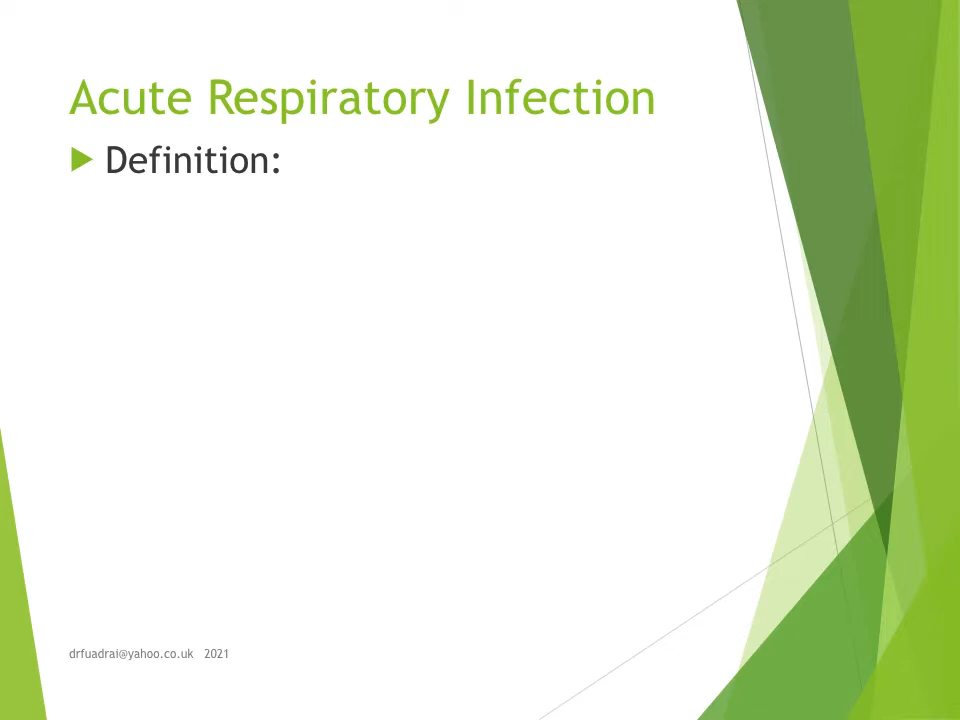 Acute Respiratory Infection
Definition:
drfuadrai@yahoo.co.uk 2021